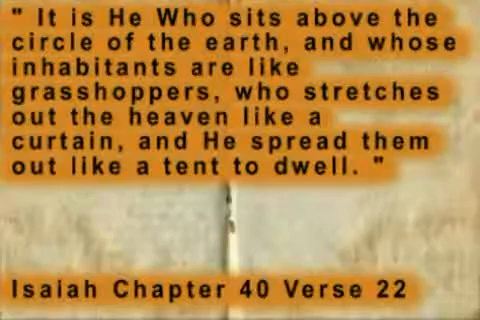 " It is He Who sits above the
circle of the earth, and whose
inhabitants are like
grasshoppers, who stretches
out the heaven like a
curtain, and He spread them
out like a tent to dwell. "
Isaiah Chapter 40 Verse 22